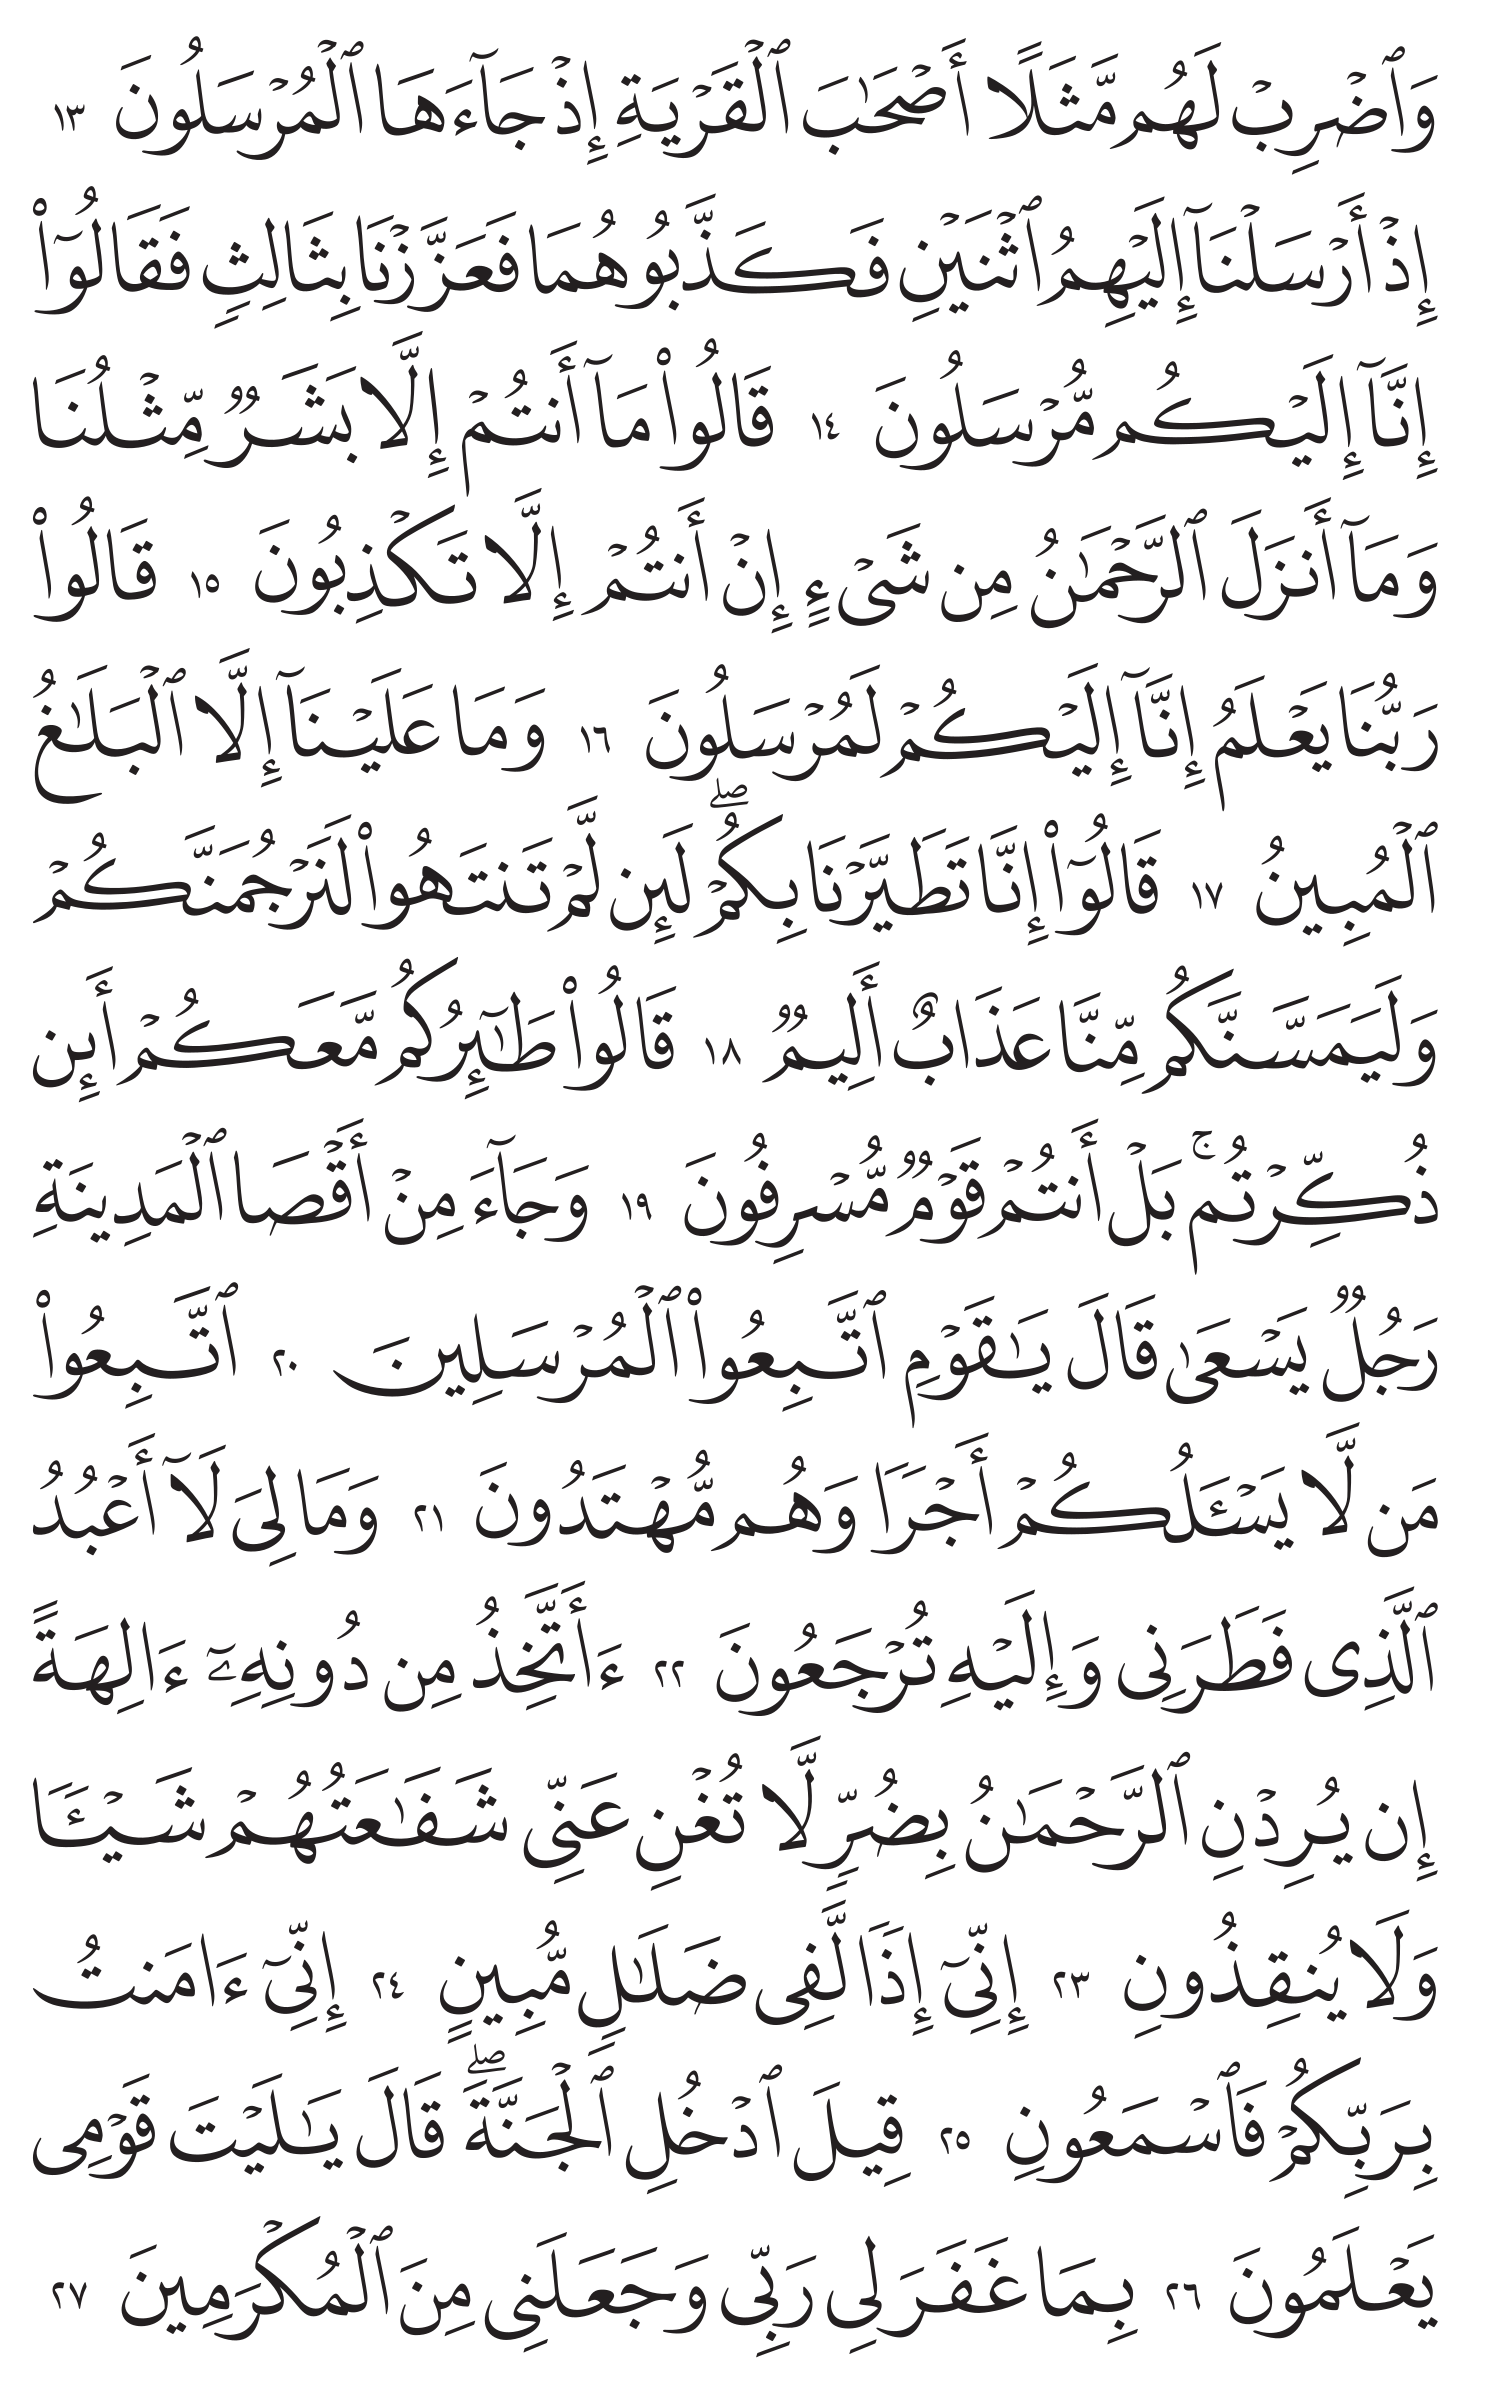 وَٱضۡرِبۡ لَهُم مَّثَلًا أَصۡحَٰبَ ٱلۡقَرۡيَةِ إِذۡ جَآءَهَا ٱلۡمُرۡسَلُونَ ١٣
إِذۡ أَرۡسَلۡنَآ إِلَيۡهِمُ ٱثۡنَيۡنِ فَكَذَّبُوهُمَا فَعَزَّزۡنَا بِثَالِثٖ فَقَالُوٓاْ
إِنَّآ إِلَيۡكُم مُّرۡسَلُونَ ١٤ قَالُواْ مَآ أَنتُمۡ إِلَّا بَشَرٞ مِّثۡلُنَا
وَمَآ أَنزَلَ ٱلرَّحۡمَٰنُ مِن شَيۡءٍ إِنۡ أَنتُمۡ إِلَّا تَكۡذِبُونَ ١٥ قَالُواْ
رَبُّنَا يَعۡلَمُ إِنَّآ إِلَيۡكُمۡ لَمُرۡسَلُونَ ١٦ وَمَا عَلَيۡنَآ إِلَّا ٱلۡبَلَٰغُ
ٱلۡمُبِينُ ١٧ قَالُوٓاْ إِنَّا تَطَيَّرۡنَا بِكُمۡۖ لَئِن لَّمۡ تَنتَهُواْ لَنَرۡجُمَنَّكُمۡ
وَلَيَمَسَّنَّكُم مِّنَّا عَذَابٌ أَلِيمٞ ١٨ قَالُواْ طَٰٓئِرُكُم مَّعَكُمۡ أَئِن
ذُكِّرۡتُمۚ بَلۡ أَنتُمۡ قَوۡمٞ مُّسۡرِفُونَ ١٩ وَجَآءَ مِنۡ أَقۡصَا ٱلۡمَدِينَةِ
رَجُلٞ يَسۡعَىٰ قَالَ يَٰقَوۡمِ ٱتَّبِعُواْ ٱلۡمُرۡسَلِينَ ٢٠ ٱتَّبِعُواْ
مَن لَّا يَسۡـَٔلُكُمۡ أَجۡرٗا وَهُم مُّهۡتَدُونَ ٢١ وَمَا لِيَ لَآ أَعۡبُدُ
ٱلَّذِي فَطَرَنِي وَإِلَيۡهِ تُرۡجَعُونَ ٢٢ ءَأَتَّخِذُ مِن دُونِهِۦٓ ءَالِهَةً
إِن يُرِدۡنِ ٱلرَّحۡمَٰنُ بِضُرّٖ لَّا تُغۡنِ عَنِّي شَفَٰعَتُهُمۡ شَيۡـٔٗا
وَلَا يُنقِذُونِ ٢٣ إِنِّيٓ إِذٗا لَّفِي ضَلَٰلٖ مُّبِينٍ ٢٤ إِنِّيٓ ءَامَنتُ
بِرَبِّكُمۡ فَٱسۡمَعُونِ ٢٥ قِيلَ ٱدۡخُلِ ٱلۡجَنَّةَۖ قَالَ يَٰلَيۡتَ قَوۡمِي
يَعۡلَمُونَ ٢٦ بِمَا غَفَرَ لِي رَبِّي وَجَعَلَنِي مِنَ ٱلۡمُكۡرَمِينَ ٢٧